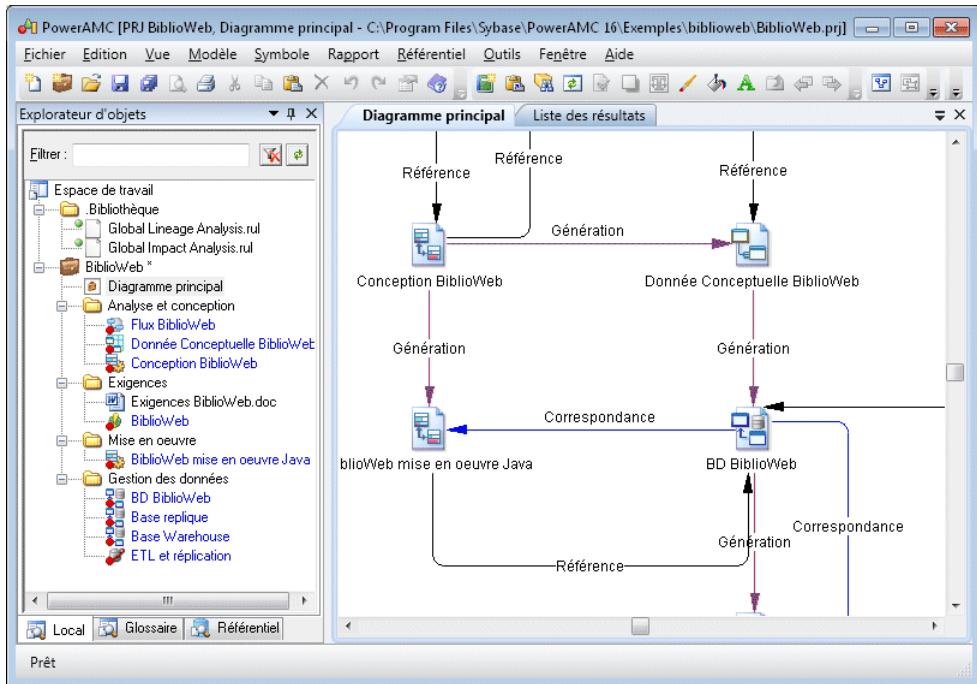 PowerAMC [PRJ BiblioWeb, Diagramme principal - C:\Program Files\Sybase\PowerAMC 16\Exemples\biblioweb\BiblioWeb.prj]
Fichier Edition Vue Modèle Symbole Rapport Référentiel Outils Fenêtre Aide
Explorateur d'objets
Filtrer :
Espace de travail
.Bibliothèque
Global Lineage Analysis.rul
Global Impact Analysis.rul
BiblioWeb *
Diagramme principal
Analyse et conception
Flux BiblioWeb
Donnée Conceptuelle BiblioWeb
Conception BiblioWeb
Exigences
Exigences BiblioWeb.doc
BiblioWeb
Mise en oeuvre
BiblioWeb mise en oeuvre Java
Gestion des données
BD BiblioWeb
Base replique
Base Warehouse
ETL et réplication
Local Glossaire Référentiel
Diagramme principal Liste des résultats
Référence
Référence
Référence
Génération
Conception BiblioWeb
Donnée Conceptuelle BiblioWeb
Génération
Génération
Correspondance
blioWeb mise en oeuvre Java
BD BiblioWeb
Correspondance
Génération
Référence
Prêt